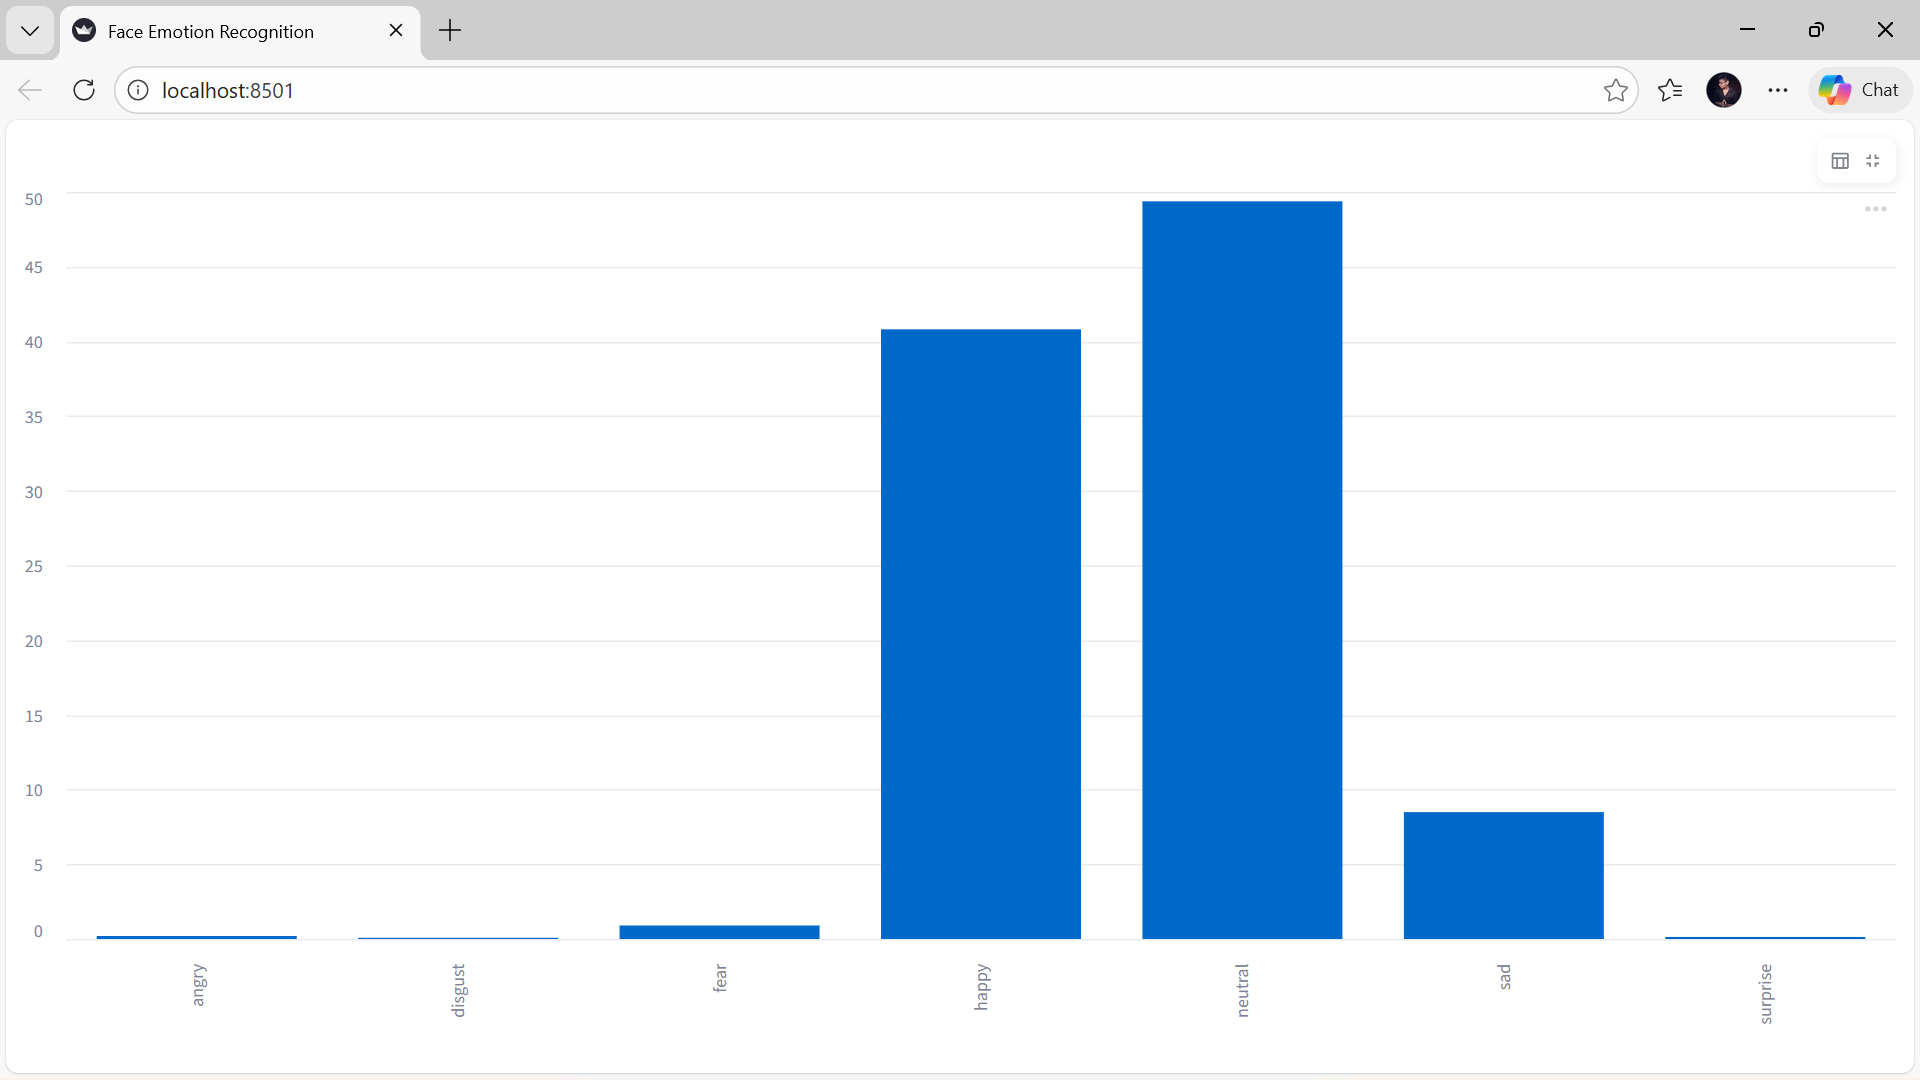 Face Emotion Recognition
localhost:8501
Chat
50
45
40
35
30
25
20
15
10
5
0
angry
disgust
fear
happy
neutral
sad
surprise